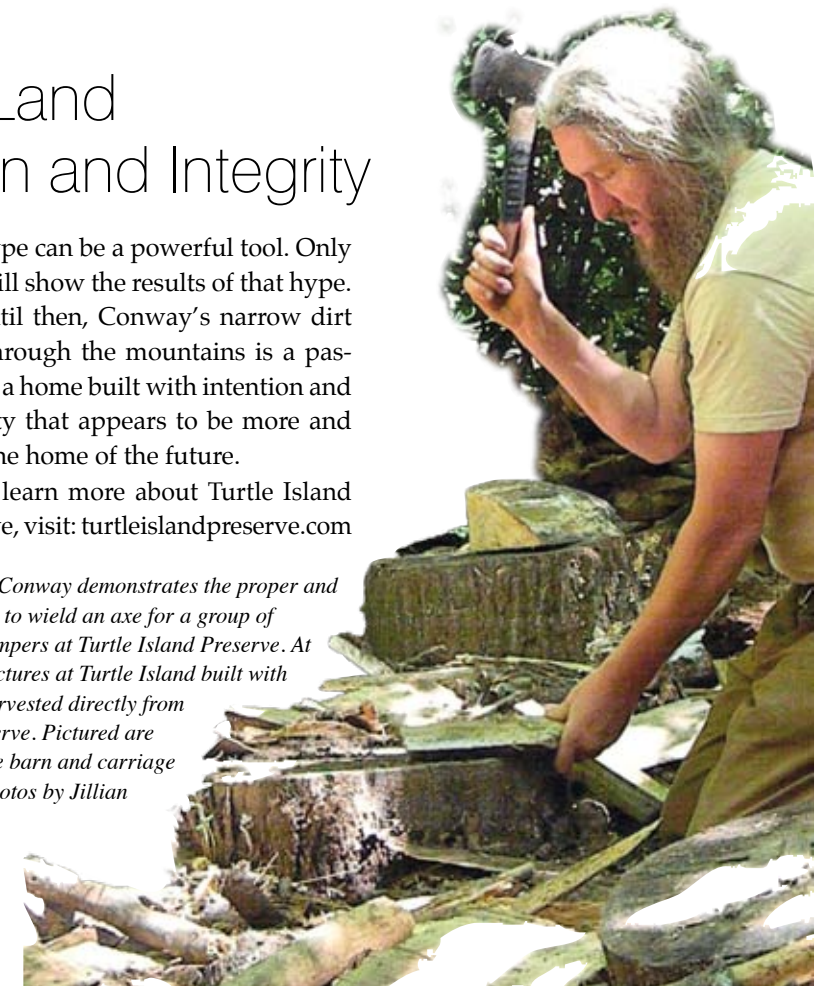 Land
n and Integrity
ype can be a powerful tool. Only
ill show the results of that hype.
til then, Conway's narrow dirt
hrough the mountains is a pas-
a home built with intention and
ty that appears to be more and
he home of the future.
learn more about Turtle Island
ve, visit: turtleislandpreserve.com
Conway demonstrates the proper and
to wield an axe for a group of
mpers at Turtle Island Preserve. At
ctures at Turtle Island built with
rvested directly from
erve. Pictured are
e barn and carriage
otos by Jillian